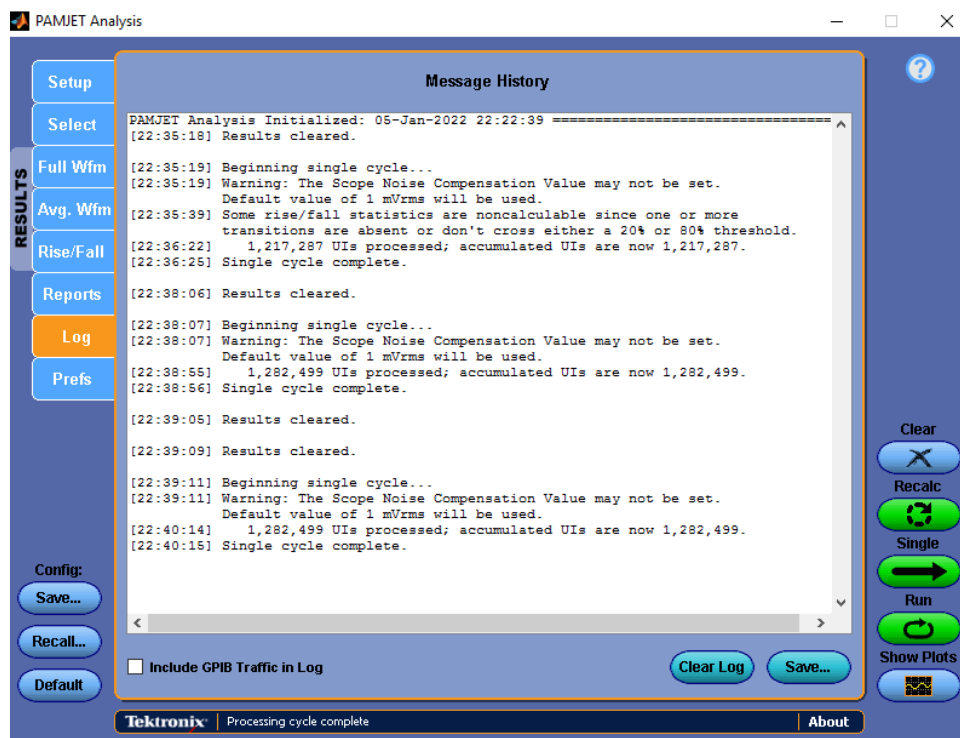 PAMJET Analysis
Setup
Select
Full Wfm
Avg. Wfm
Rise/Fall
Reports
Log
Prefs
RESULTS
Config:
Save...
Recall...
Default
Message History
PAMJET Analysis Initialized: 05-Jan-2022 22:22:39 =================================
[22:35:18] Results cleared.
[22:35:19] Beginning single cycle...
[22:35:19] Warning: The Scope Noise Compensation Value may not be set.
Default value of 1 mVrms will be used.
[22:35:39] Some rise/fall statistics are noncalculable since one or more
transitions are absent or don't cross either a 20% or 80% threshold.
[22:36:22] 1,217,287 UIs processed; accumulated UIs are now 1,217,287.
[22:36:25] Single cycle complete.
[22:38:06] Results cleared.
[22:38:07] Beginning single cycle...
[22:38:07] Warning: The Scope Noise Compensation Value may not be set.
Default value of 1 mVrms will be used.
[22:38:55] 1,282,499 UIs processed; accumulated UIs are now 1,282,499.
[22:38:56] Single cycle complete.
[22:39:05] Results cleared.
[22:39:09] Results cleared.
[22:39:11] Beginning single cycle...
[22:39:11] Warning: The Scope Noise Compensation Value may not be set.
Default value of 1 mVrms will be used.
[22:40:14] 1,282,499 UIs processed; accumulated UIs are now 1,282,499.
[22:40:15] Single cycle complete.
Include GPIB Traffic in Log
Clear Log
Save...
?
Clear
Recalc
Single
Run
Show Plots
Tektronix
Processing cycle complete
About